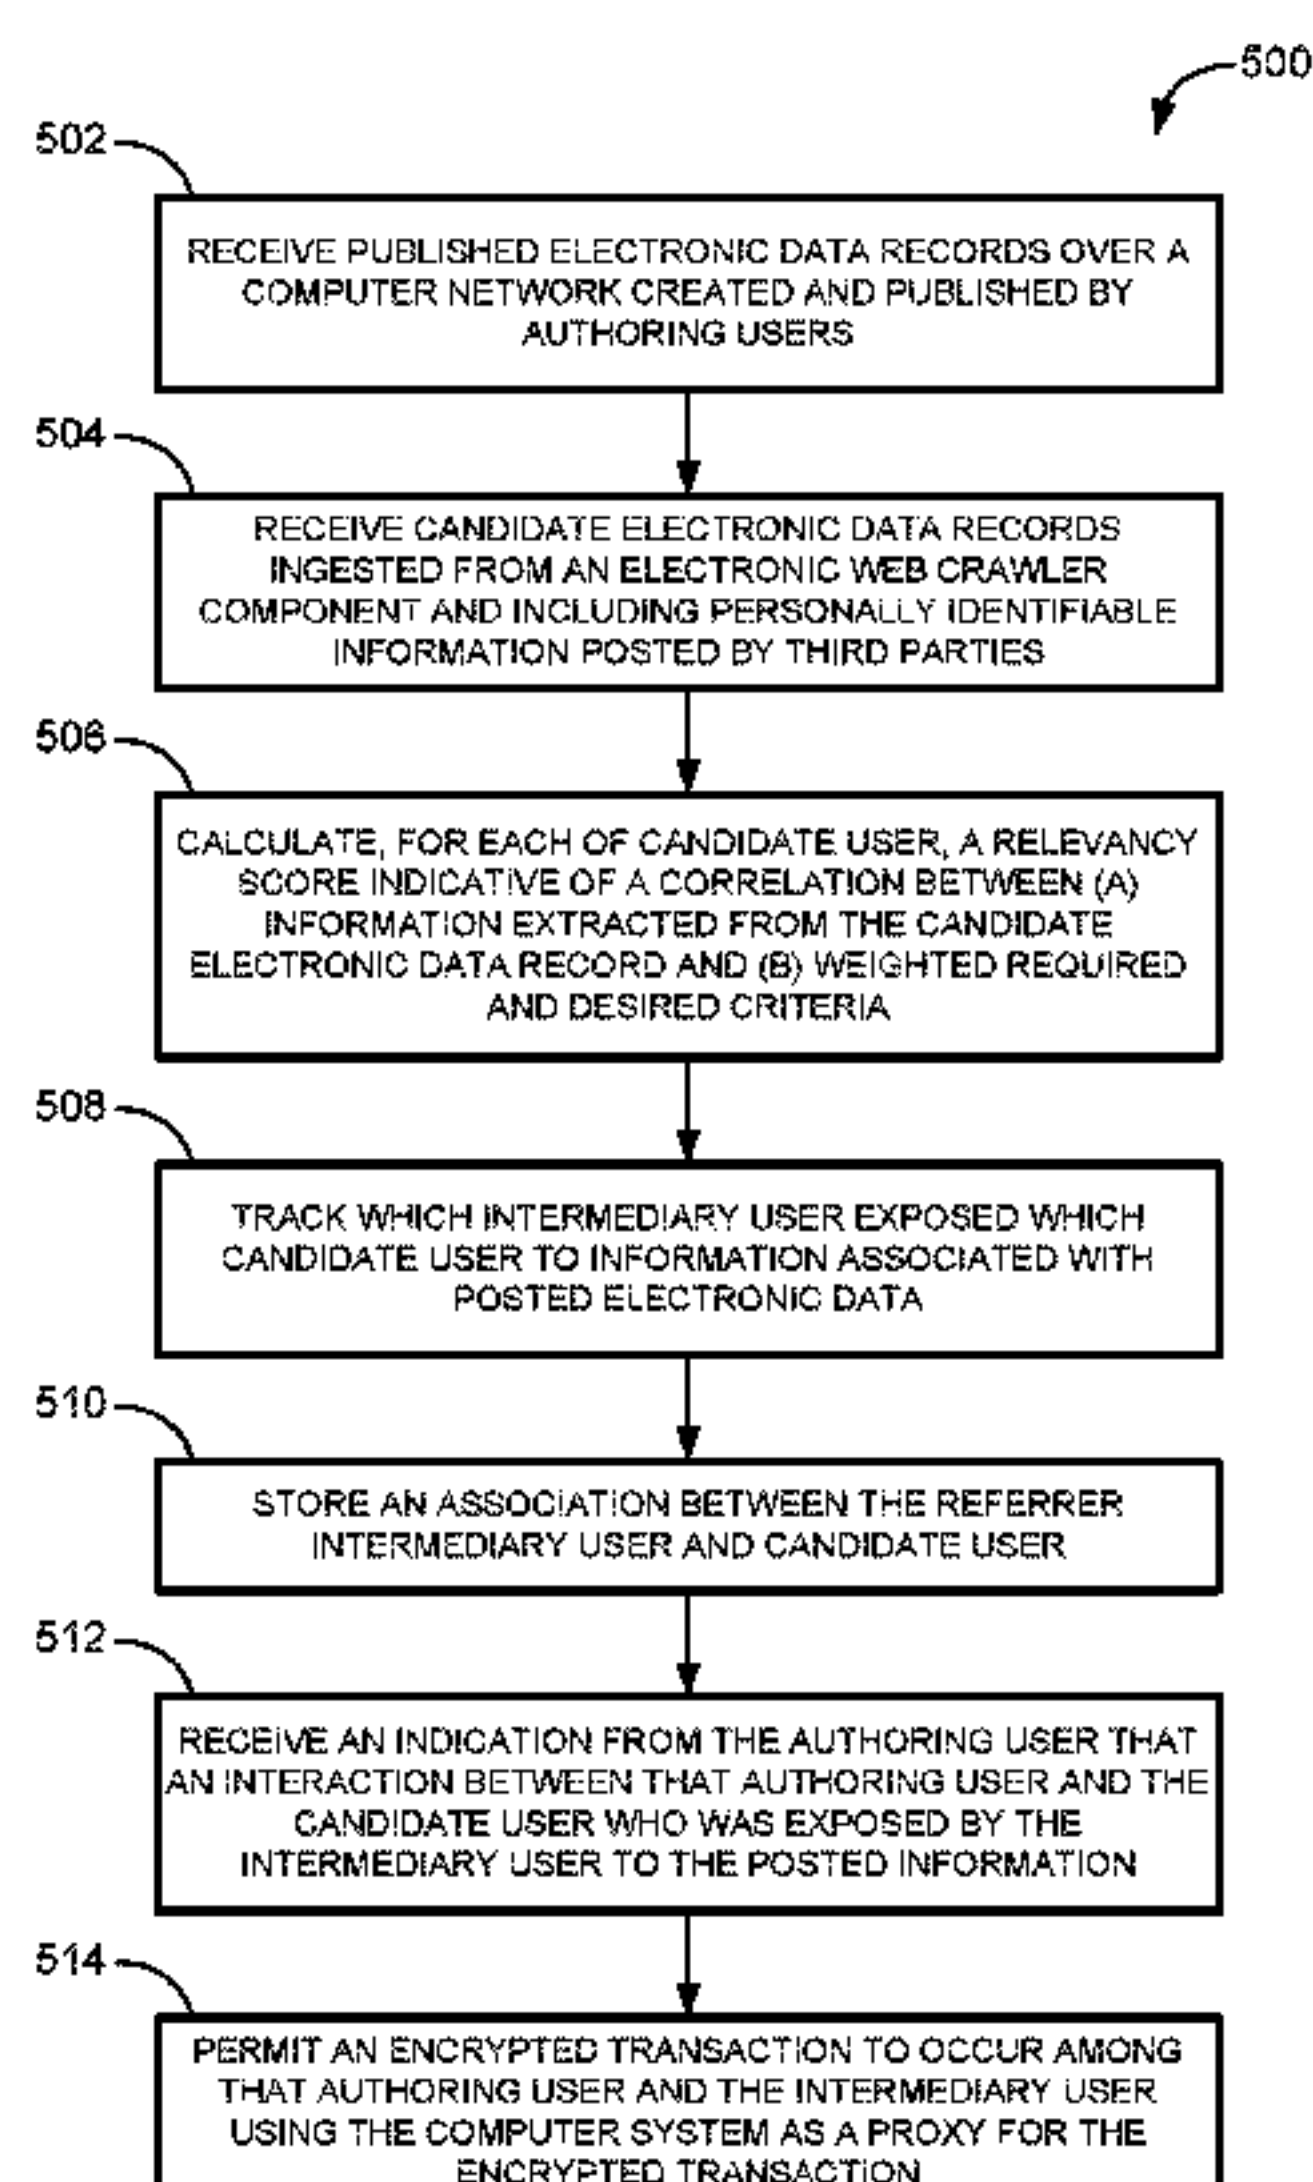 500
502
RECEIVE PUBLISHED ELECTRONIC DATA RECORDS OVER A
COMPUTER NETWORK CREATED AND PUBLISHED BY
AUTHORING USERS
504
RECEIVE CANDIDATE ELECTRONIC DATA RECORDS
INGESTED FROM AN ELECTRONIC WEB CRAWLER
COMPONENT AND INCLUDING PERSONALLY IDENTIFIABLE
INFORMATION POSTED BY THIRD PARTIES
506
CALCULATE, FOR EACH OF CANDIDATE USER, A RELEVANCY
SCORE INDICATIVE OF A CORRELATION BETWEEN (A)
INFORMATION EXTRACTED FROM THE CANDIDATE
ELECTRONIC DATA RECORD AND (B) WEIGHTED REQUIRED
AND DESIRED CRITERIA
508
TRACK WHICH INTERMEDIARY USER EXPOSED WHICH
CANDIDATE USER TO INFORMATION ASSOCIATED WITH
POSTED ELECTRONIC DATA
510
STORE AN ASSOCIATION BETWEEN THE REFERRER
INTERMEDIARY USER AND CANDIDATE USER
512
RECEIVE AN INDICATION FROM THE AUTHORING USER THAT
AN INTERACTION BETWEEN THAT AUTHORING USER AND THE
CANDIDATE USER WHO WAS EXPOSED BY THE
INTERMEDIARY USER TO THE POSTED INFORMATION
514
PERMIT AN ENCRYPTED TRANSACTION TO OCCUR AMONG
THAT AUTHORING USER AND THE INTERMEDIARY USER
USING THE COMPUTER SYSTEM AS A PROXY FOR THE
ENCRYPTED TRANSACTION